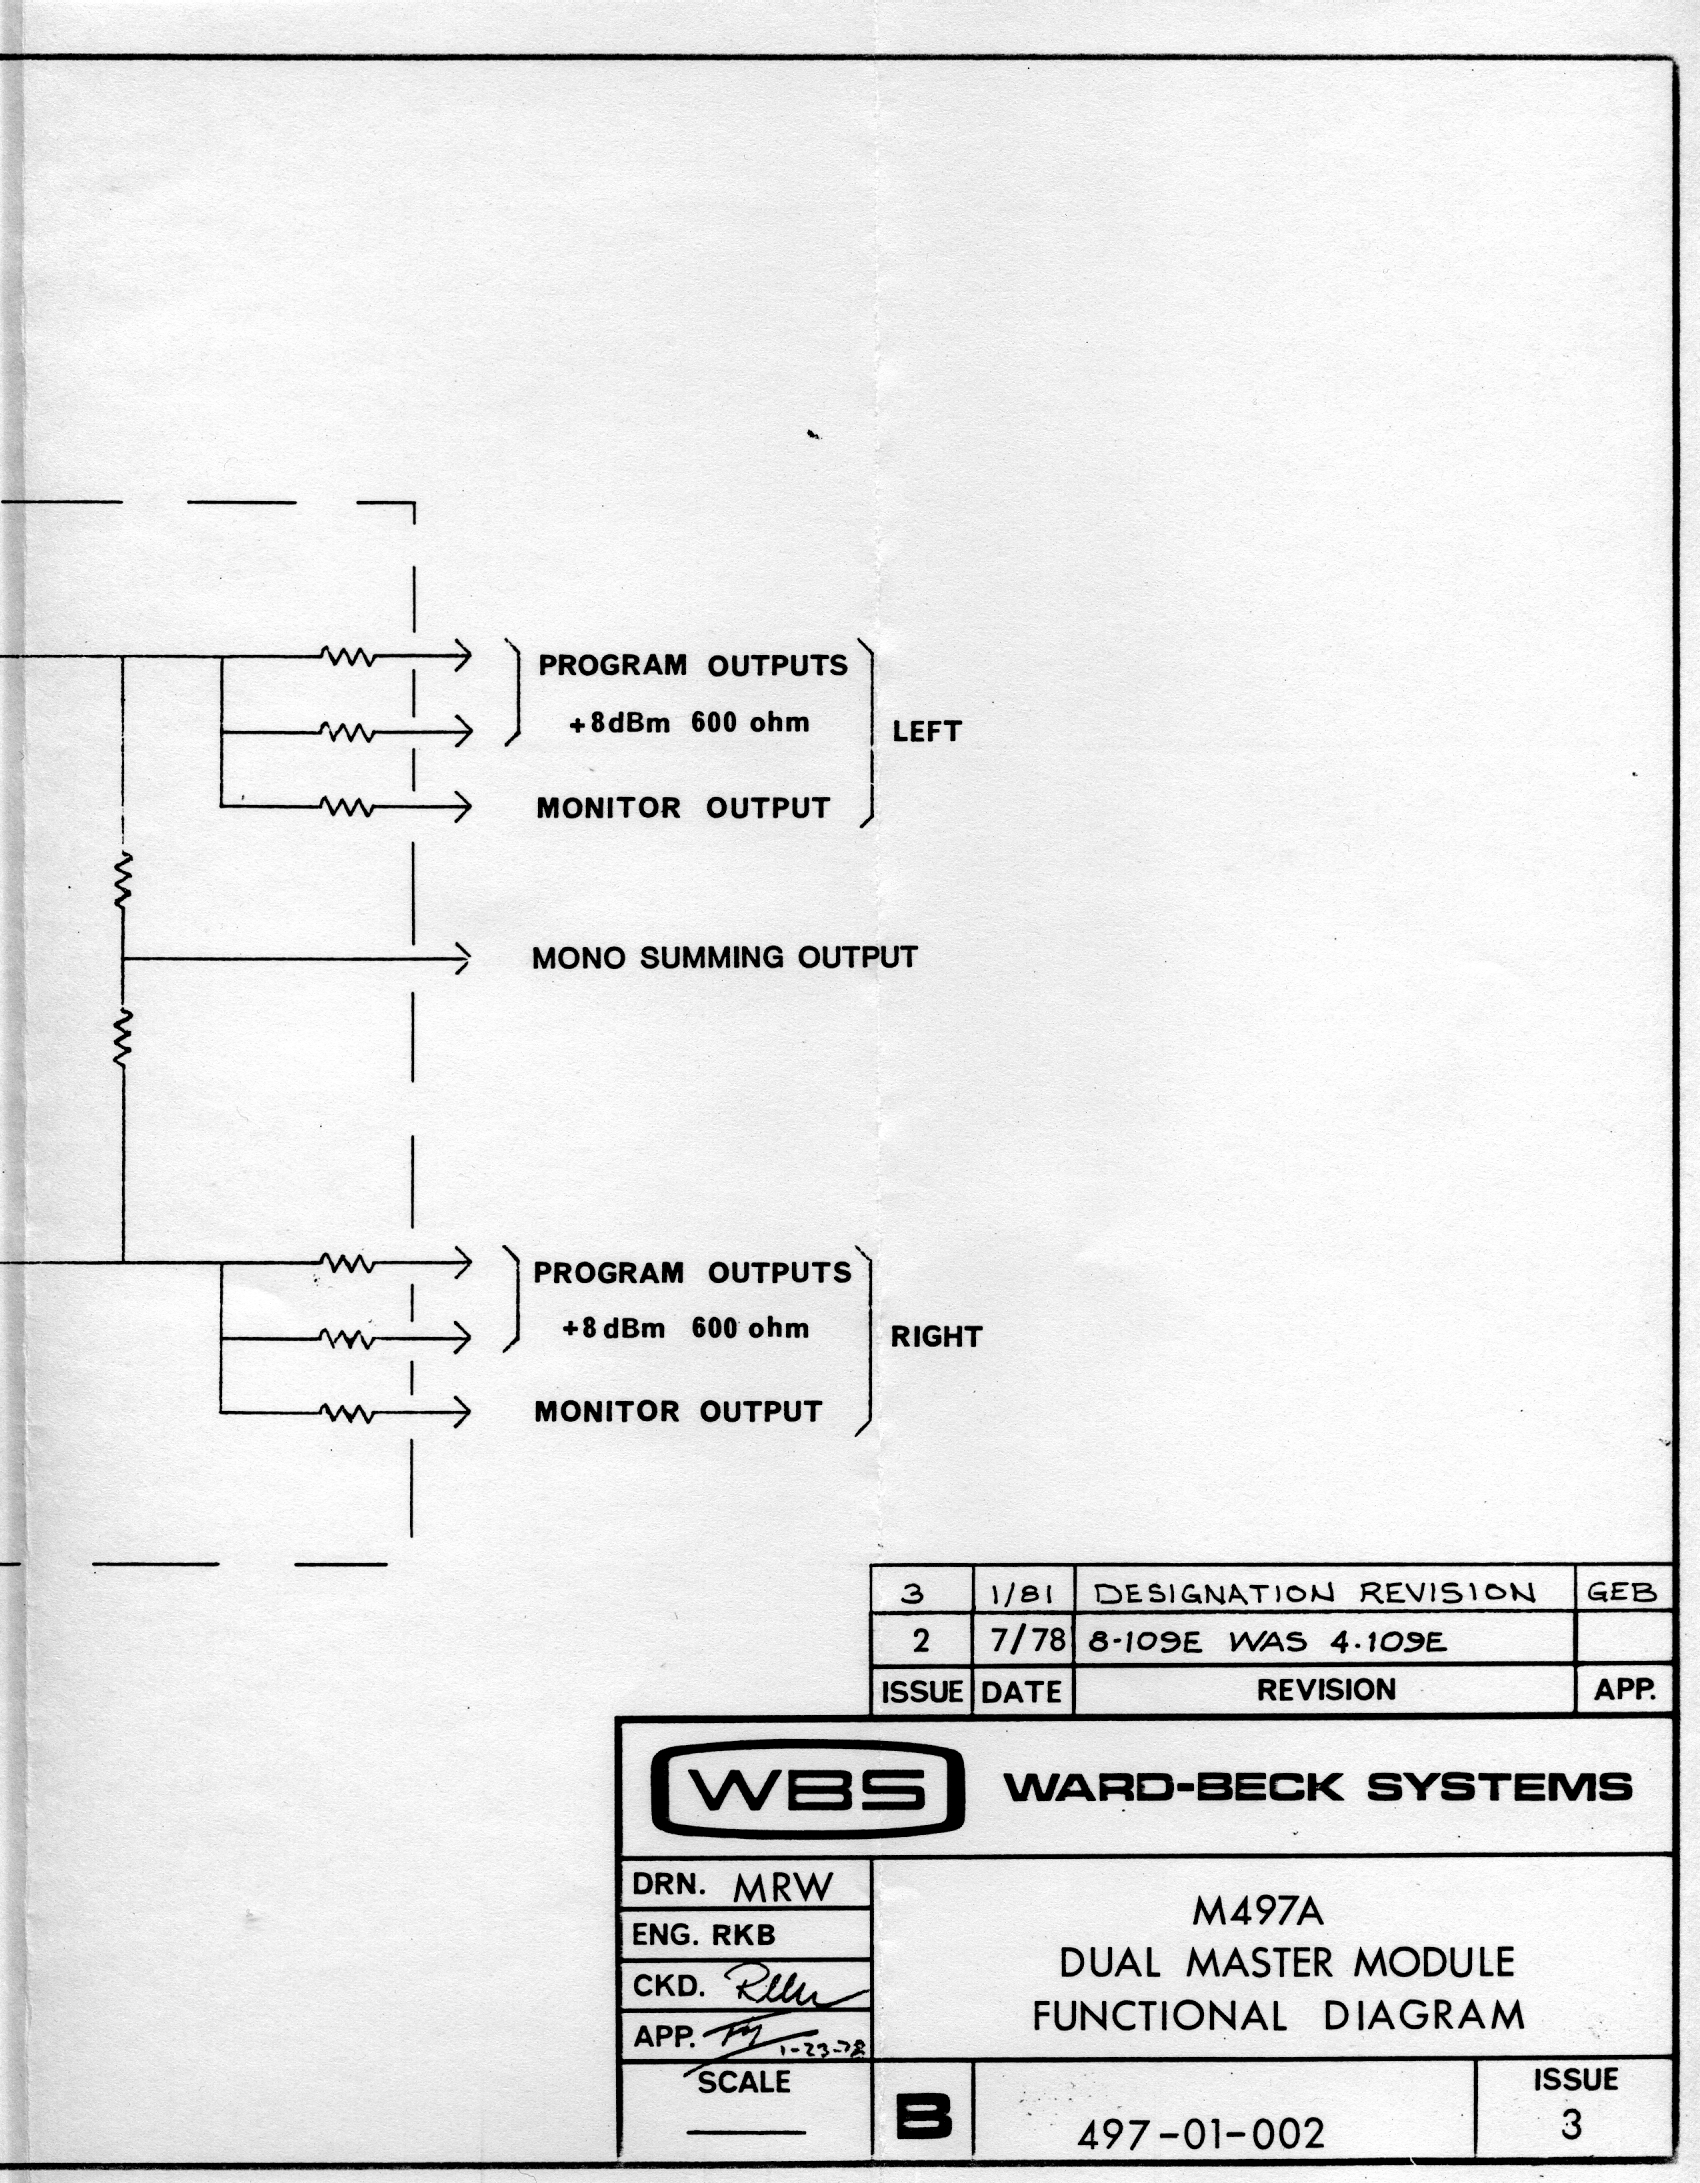 PROGRAM OUTPUTS
+8dBm 600 ohm
LEFT
MONITOR OUTPUT
MONO SUMMING OUTPUT
PROGRAM OUTPUTS
+8dBm 600 ohm
RIGHT
MONITOR OUTPUT
3 1/81 DESIGNATION REVISION GEB
2 7/78 8-109E WAS 4.109E
ISSUE DATE REVISION APP.
WBS WARD-BECK SYSTEMS
DRN. MRW
ENG. RKB
CKD.
APP. 1-23-78
SCALE
M497A
DUAL MASTER MODULE
FUNCTIONAL DIAGRAM
B
497-01-002
ISSUE
3